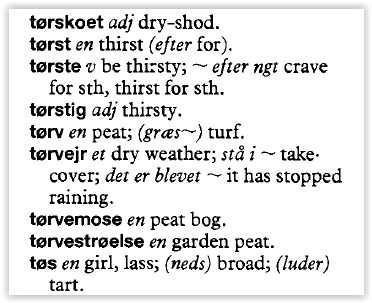 tørskoet adj dry-shod.
tørst en thirst (efter for).
tørste v be thirsty; ~ efter ngt crave
for sth, thirst for sth.
tørstig adj thirsty.
tørv en peat; (græs~) turf.
tørvejr et dry weather; stå i ~ take·
cover; det er blevet ~ it has stopped
raining.
tørvemose en peat bog.
tørvestrøelse en garden peat.
tøs en girl, lass; (neds) broad; (luder)
tart.